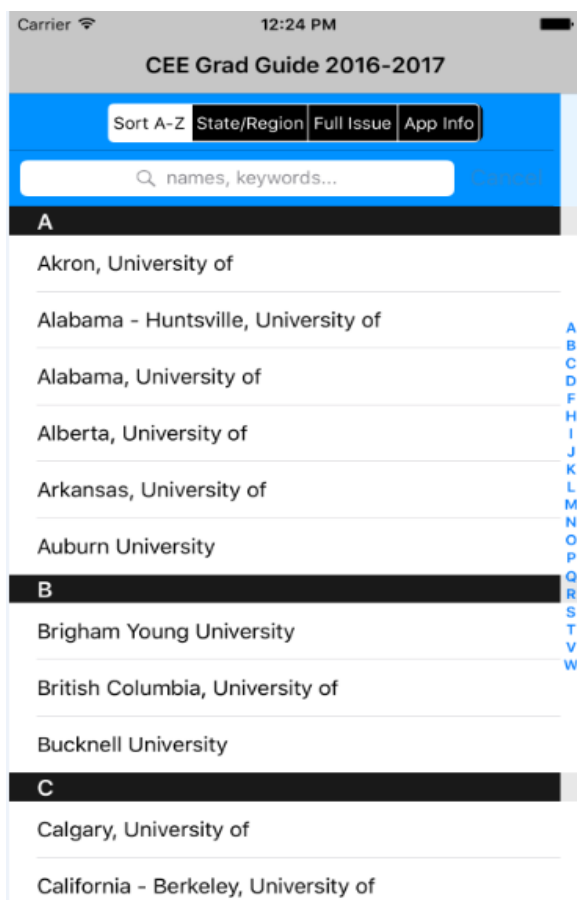 Carrier 12:24 PM
CEE Grad Guide 2016-2017
Sort A-Z State/Region Full Issue App Info
names, keywords... Cancel
A
Akron, University of
Alabama - Huntsville, University of
Alabama, University of
Alberta, University of
Arkansas, University of
Auburn University
B
Brigham Young University
British Columbia, University of
Bucknell University
C
Calgary, University of
California - Berkeley, University of
A
B
C
D
F
H
I
J
K
L
M
N
O
P
Q
R
S
T
V
W